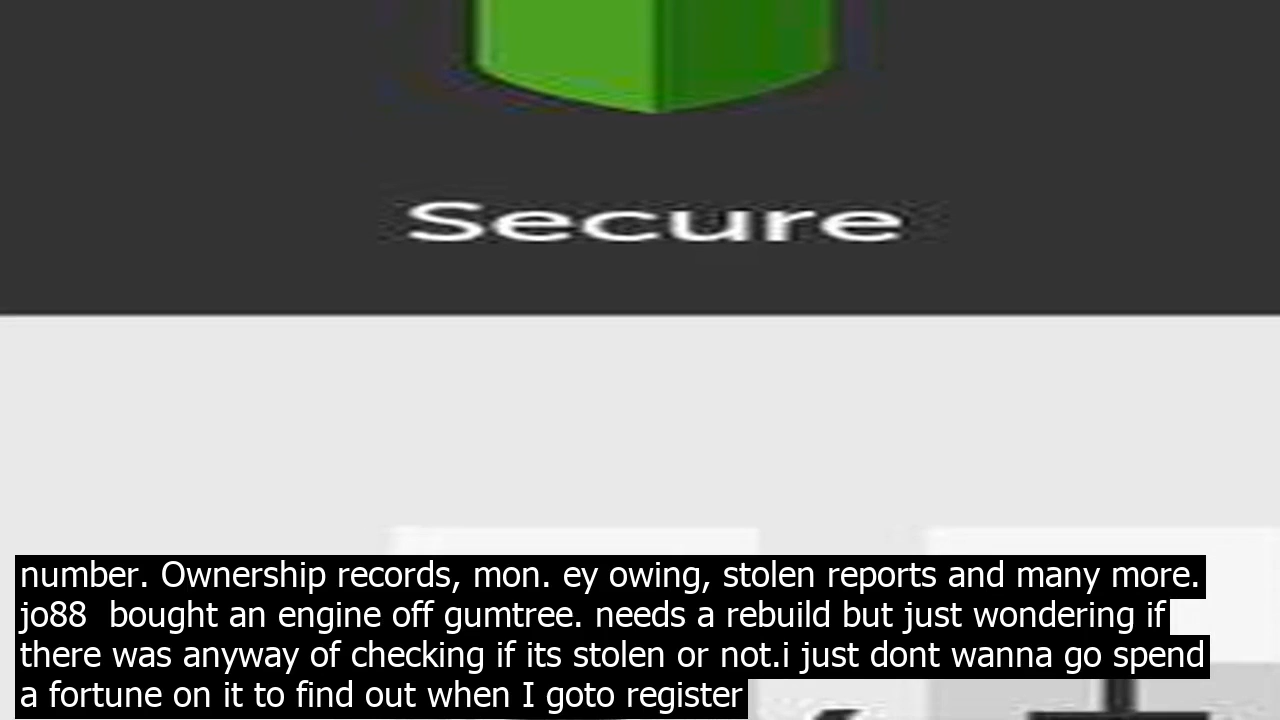 Secure
number. Ownership records, mon. ey owing, stolen reports and many more.
jo88  bought an engine off gumtree. needs a rebuild but just wondering if
there was anyway of checking if its stolen or not.i just dont wanna go spend
a fortune on it to find out when I goto register